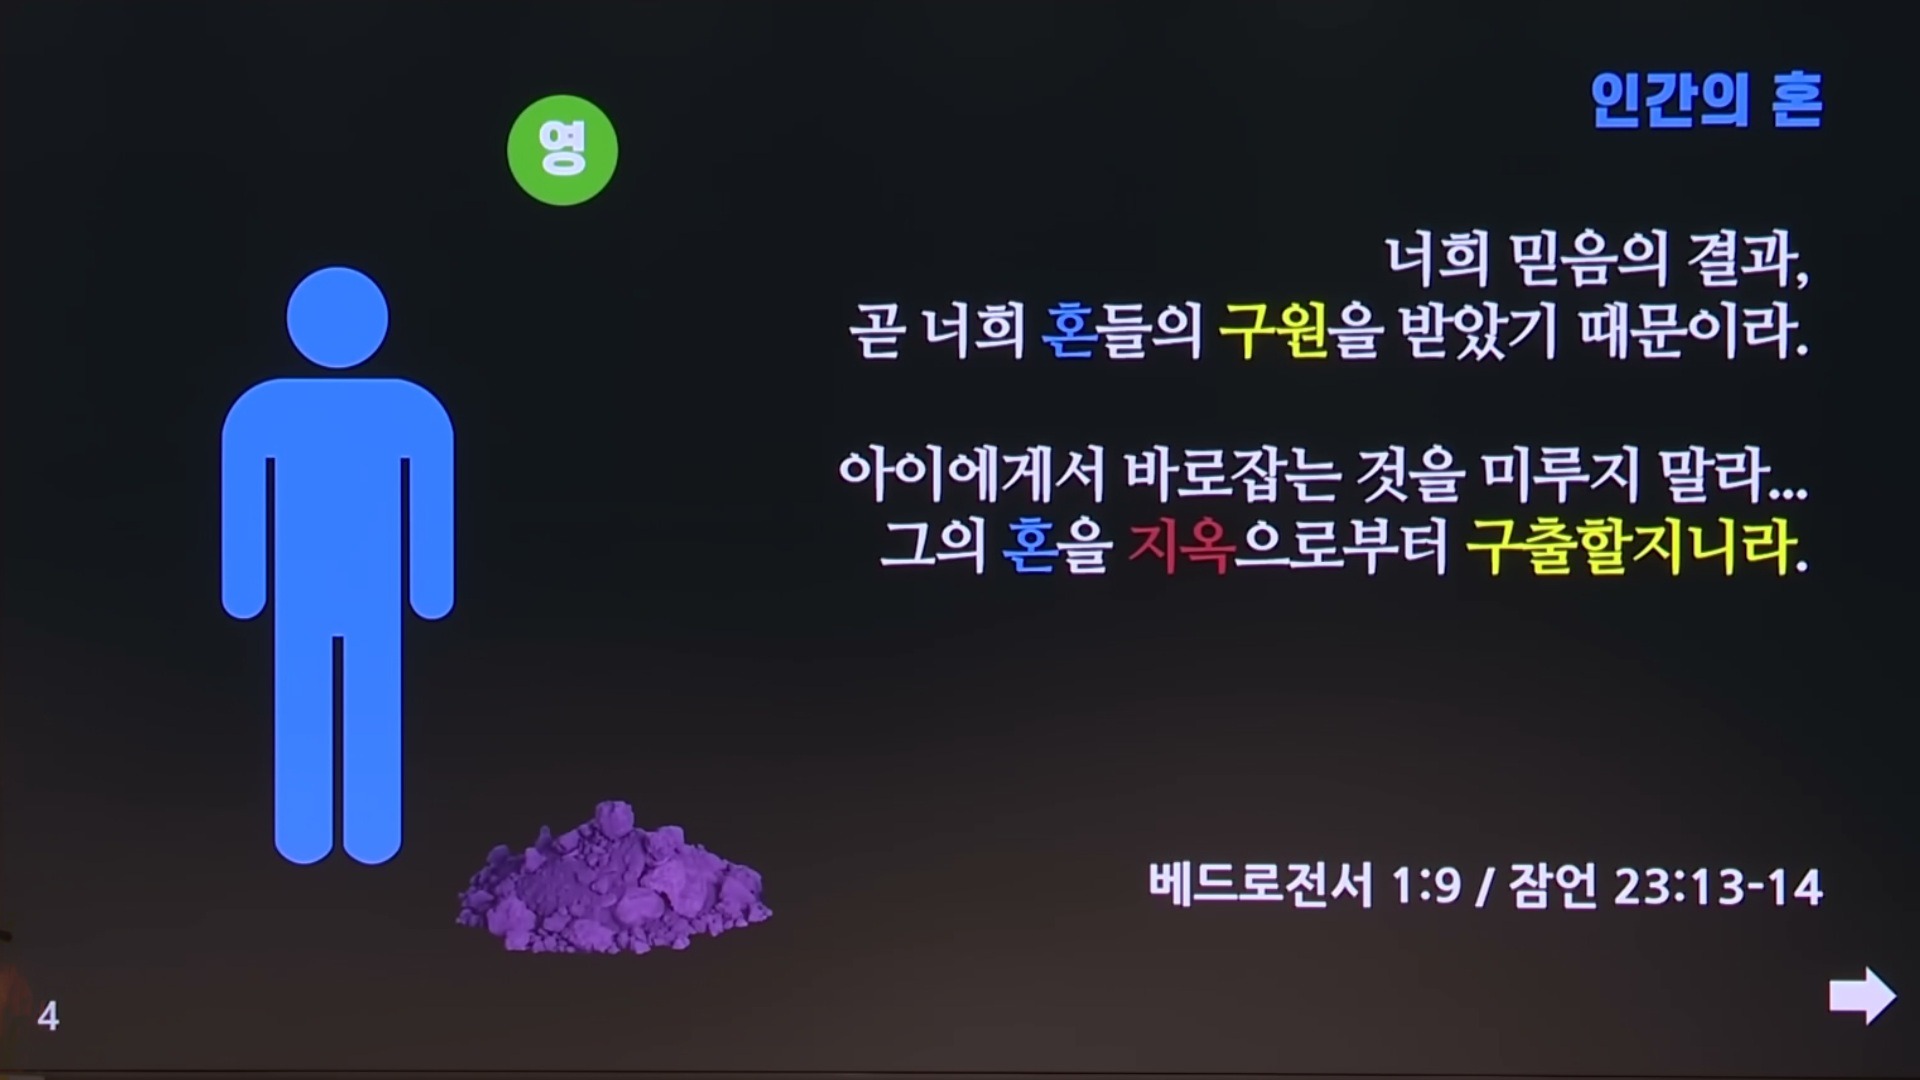 인간의 혼
영
너희 믿음의 결과,
곧 너희 혼들의 구원을 받았기 때문이라.
아이에게서 바로잡는 것을 미루지 말라...
그의 혼을 지옥으로부터 구출할지니라.
베드로전서 1:9 / 잠언 23:13-14
4